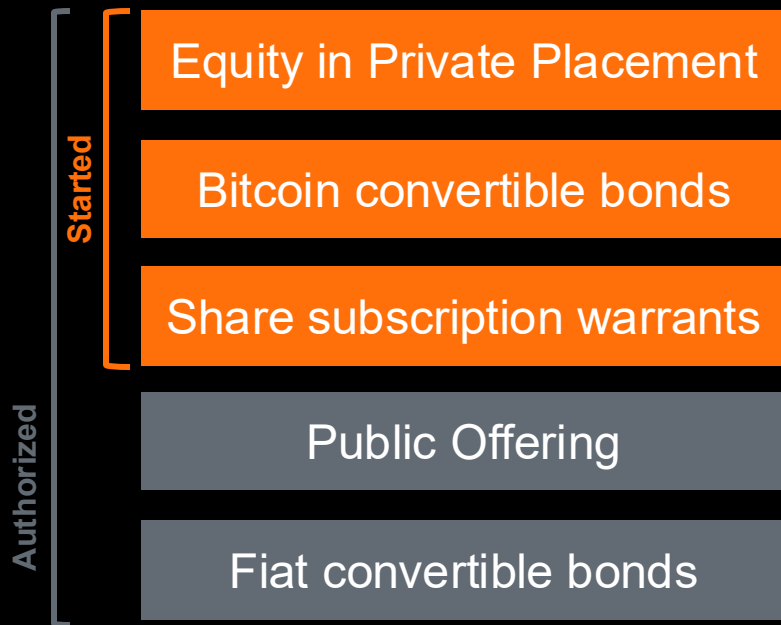 Equity in Private Placement
Started
Bitcoin convertible bonds
Share subscription warrants
Authorized
Public Offering
Fiat convertible bonds